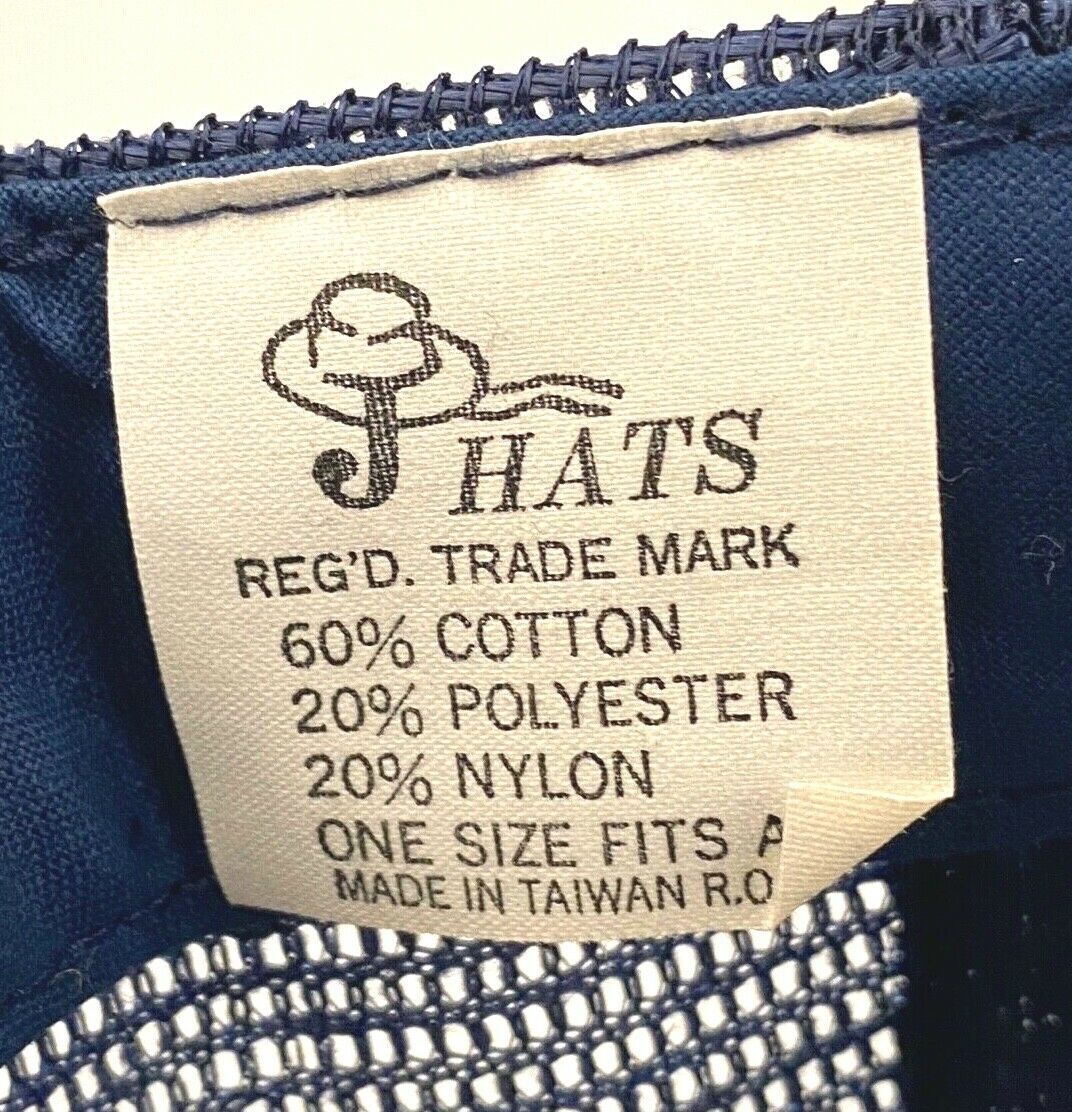 J HATS
REG'D. TRADE MARK
60% COTTON
20% POLYESTER
20% NYLON
ONE SIZE FITS A
MADE IN TAIWAN R.O